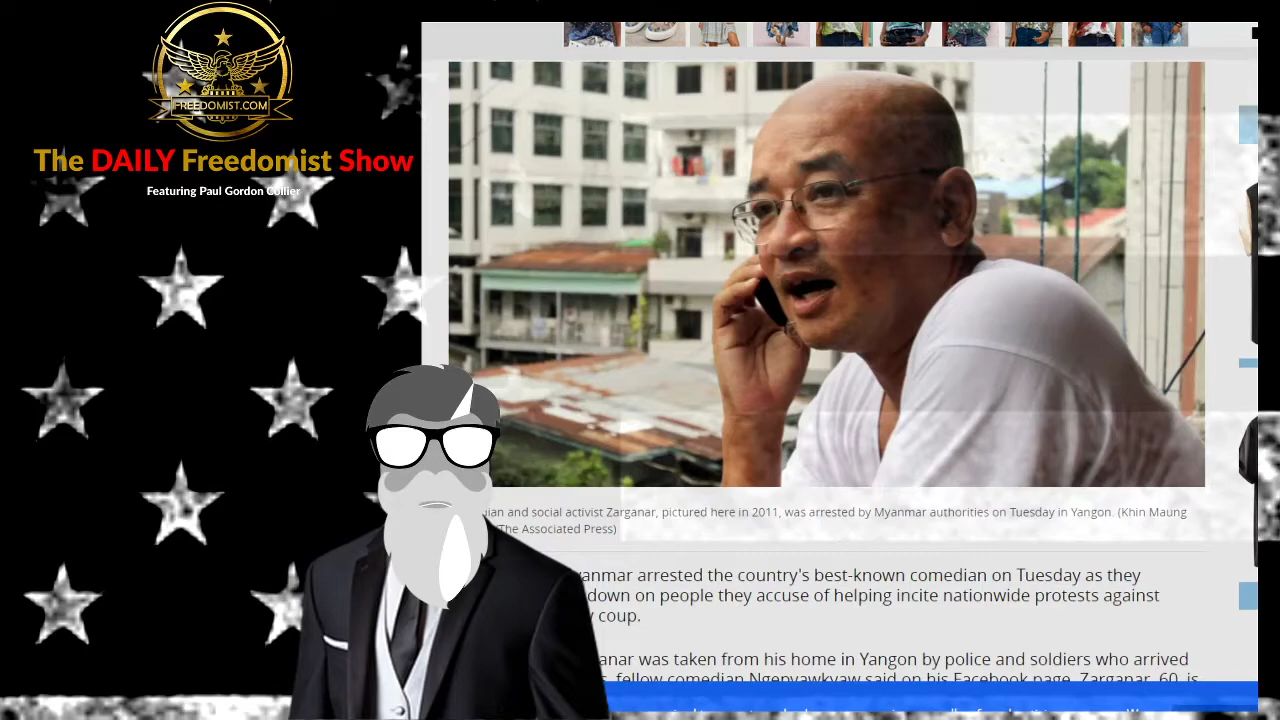 FREEDOMIST.COM
The DAILY Freedomist Show
Featuring Paul Gordon Collier
ian and social activist Zarganar, pictured here in 2011, was arrested by Myanmar authorities on Tuesday in Yangon. (Khin Maung
The Associated Press)
anmar arrested the country's best-known comedian on Tuesday as they
down on people they accuse of helping incite nationwide protests against
coup.
anar was taken from his home in Yangon by police and soldiers who arrived
fellow comedian Ngepyawkyaw said on his Facebook page. Zarganar, 60, is